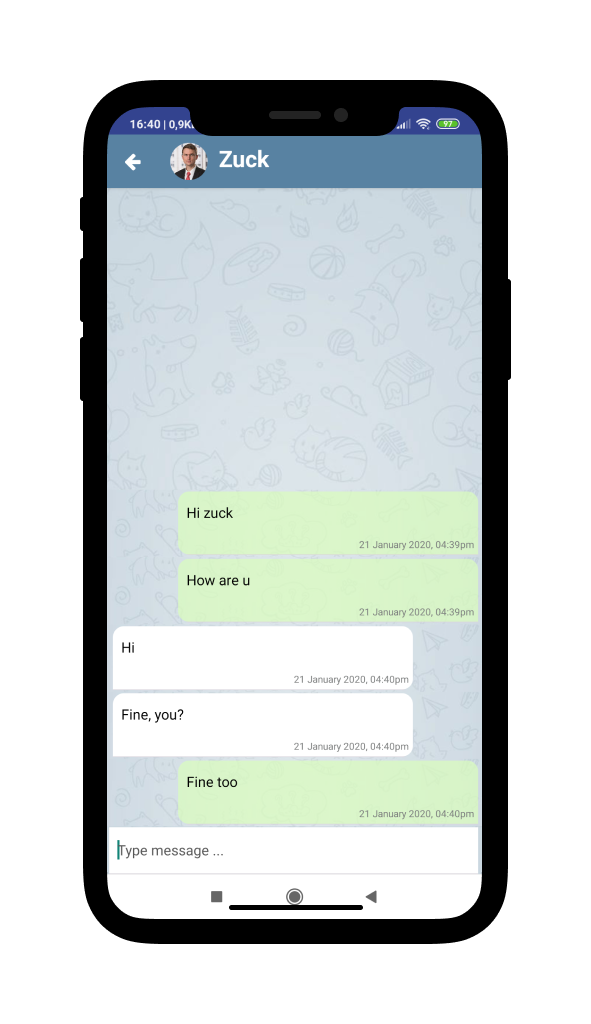 16:40 | 0,9K
97
Zuck
Hi zuck
21 January 2020, 04:39pm
How are u
21 January 2020, 04:39pm
Hi
21 January 2020, 04:40pm
Fine, you?
21 January 2020, 04:40pm
Fine too
21 January 2020, 04:40pm
Type message ...